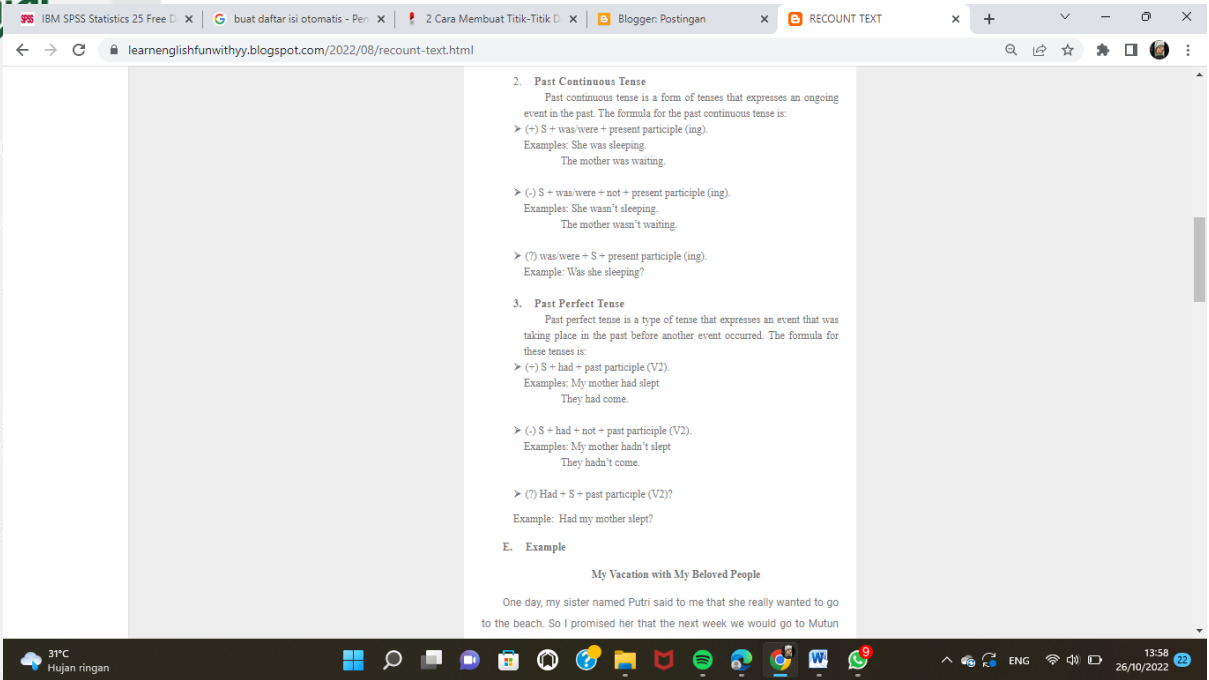 IBM SPSS Statistics 25 Free D
buat daftar isi otomatis - Pen
2 Cara Membuat Titik-Titik D
Blogger: Postingan
RECOUNT TEXT
learnenglishfunwithyy.blogspot.com/2022/08/recount-text.html
2. Past Continuous Tense
Past continuous tense is a form of tenses that expresses an ongoing
event in the past. The formula for the past continuous tense is:
➤ (+) S + was/were + present participle (ing).
Examples: She was sleeping.
The mother was waiting.
➤ (-) S + was/were + not + present participle (ing).
Examples: She wasn't sleeping.
The mother wasn't waiting.
➤ (?) was/were + S + present participle (ing).
Example: Was she sleeping?
3. Past Perfect Tense
Past perfect tense is a type of tense that expresses an event that was
taking place in the past before another event occurred. The formula for
these tenses is:
➤ (+) S + had + past participle (V2).
Examples: My mother had slept
They had come.
➤ (-) S + had + not + past participle (V2).
Examples: My mother hadn't slept
They hadn't come.
➤ (?) Had + S + past participle (V2)?
Example: Had my mother slept?
E. Example
My Vacation with My Beloved People
One day, my sister named Putri said to me that she really wanted to go
to the beach. So I promised her that the next week we would go to Mutun
31°C
Hujan ringan
9
ENG
13:58
26/10/2022
22